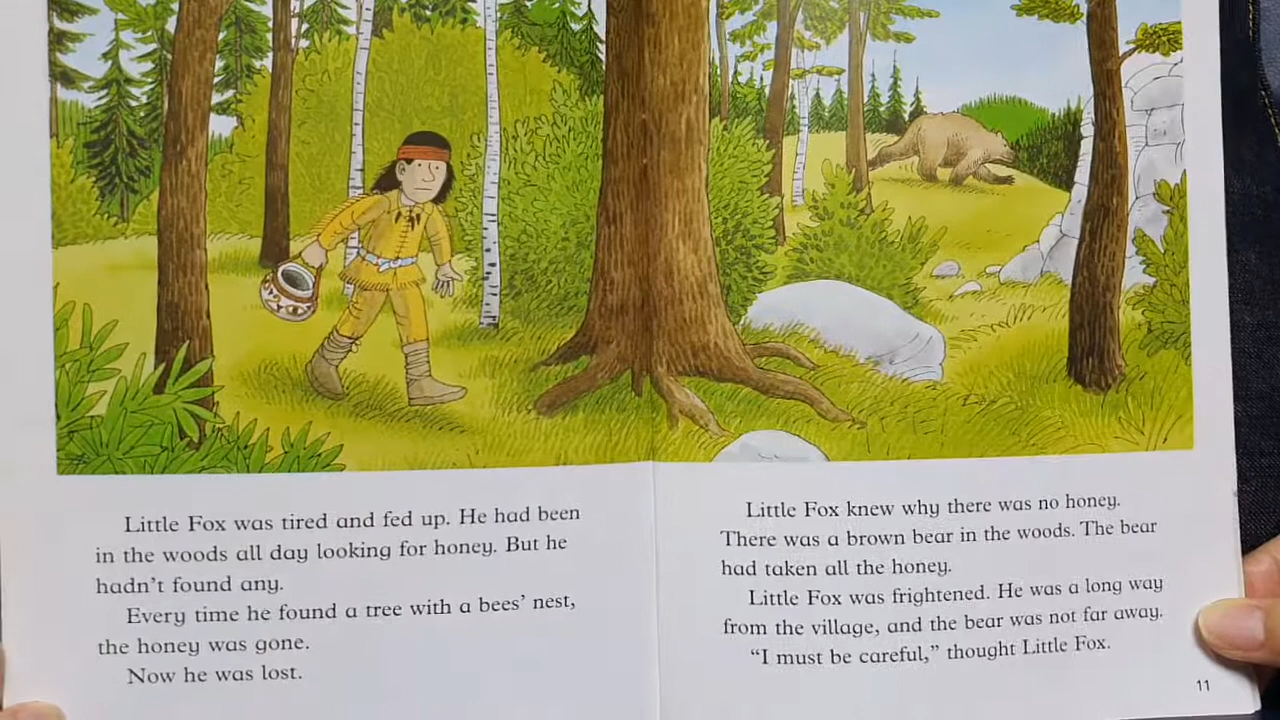 Little Fox was tired and fed up. He had been
in the woods all day looking for honey. But he
hadn't found any.
Every time he found a tree with a bees' nest,
the honey was gone.
Now he was lost.
Little Fox knew why there was no honey.
There was a brown bear in the woods. The bear
had taken all the honey.
Little Fox was frightened. He was a long way
from the village, and the bear was not far away.
“I must be careful,” thought Little Fox.
11